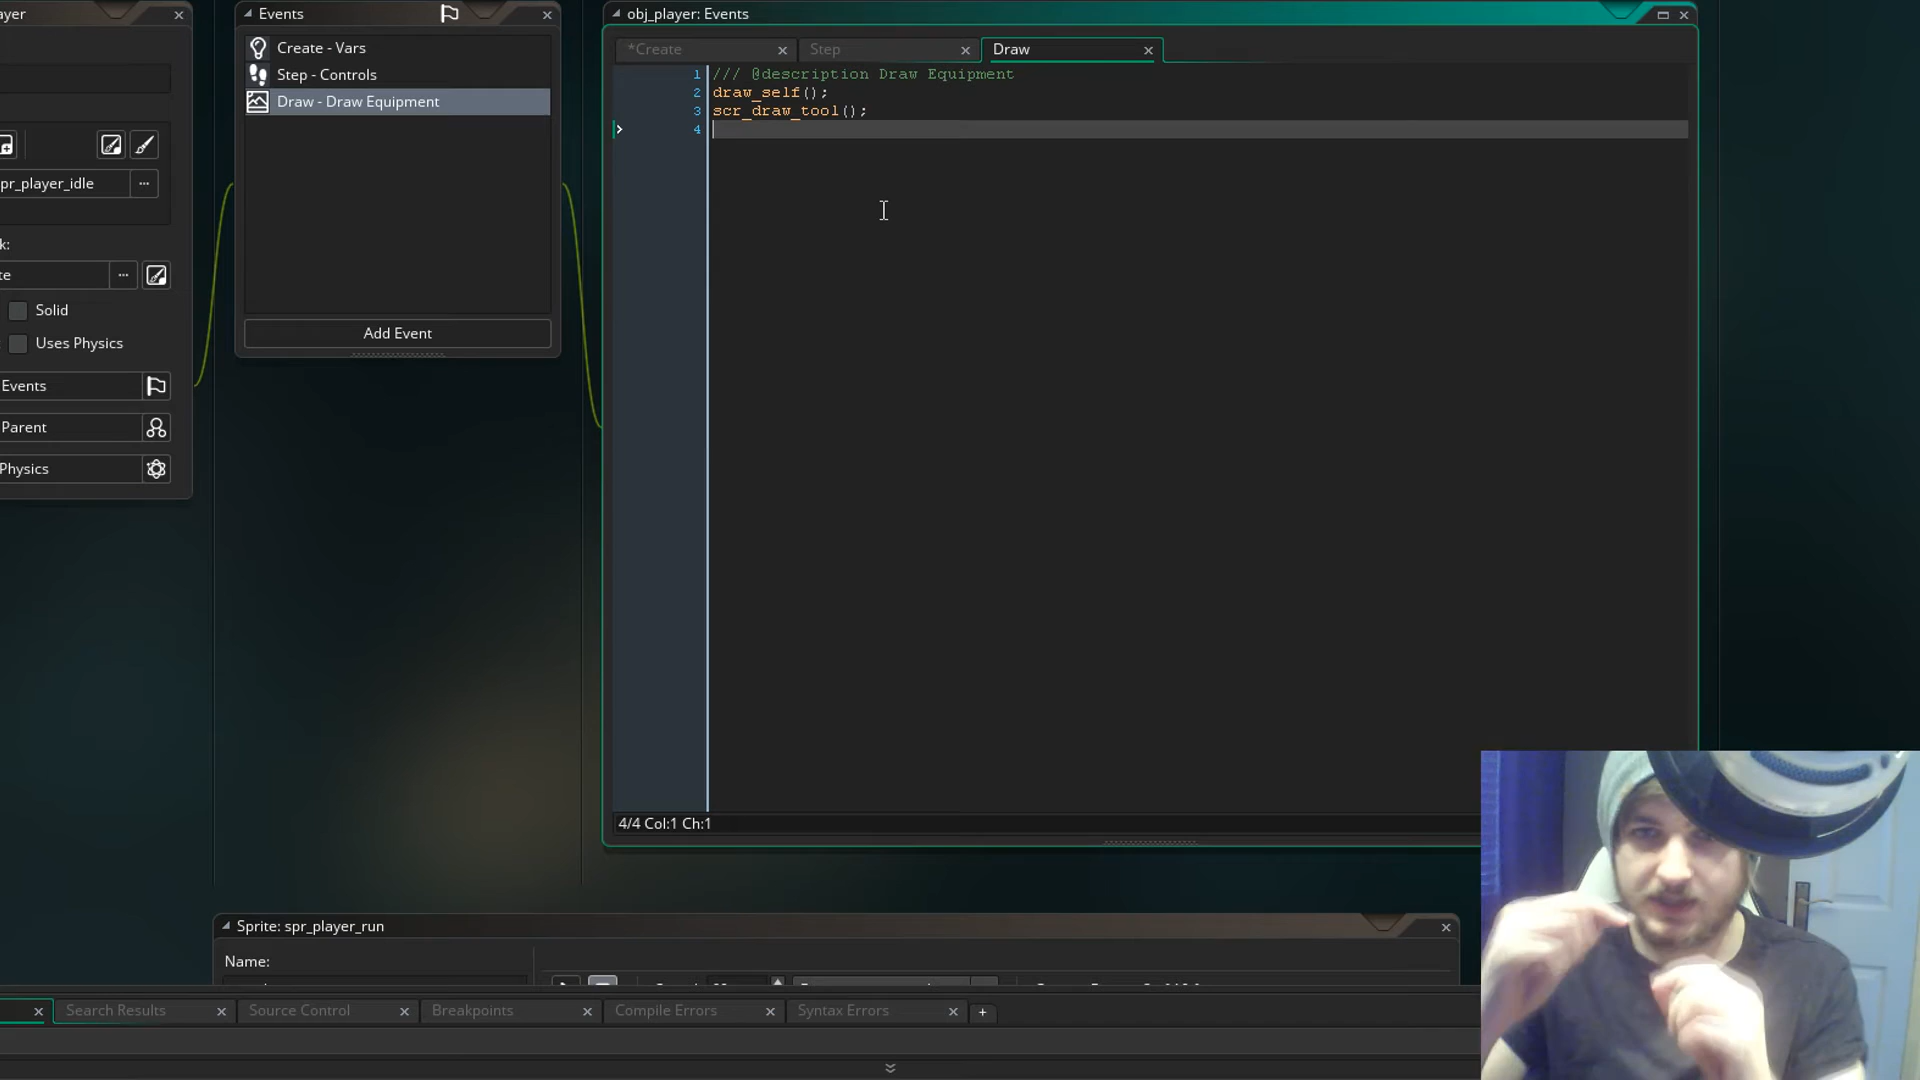 ayer
Events
Create - Vars
Step - Controls
Draw - Draw Equipment
Add Event
pr_player_idle
k:
te
Solid
Uses Physics
Events
Parent
Physics
obj_player: Events
*Create
Step
Draw
1 /// @description Draw Equipment
2 draw_self();
3 scr_draw_tool();
4
4/4 Col:1 Ch:1
Sprite: spr_player_run
Name:
Search Results
Source Control
Breakpoints
Compile Errors
Syntax Errors